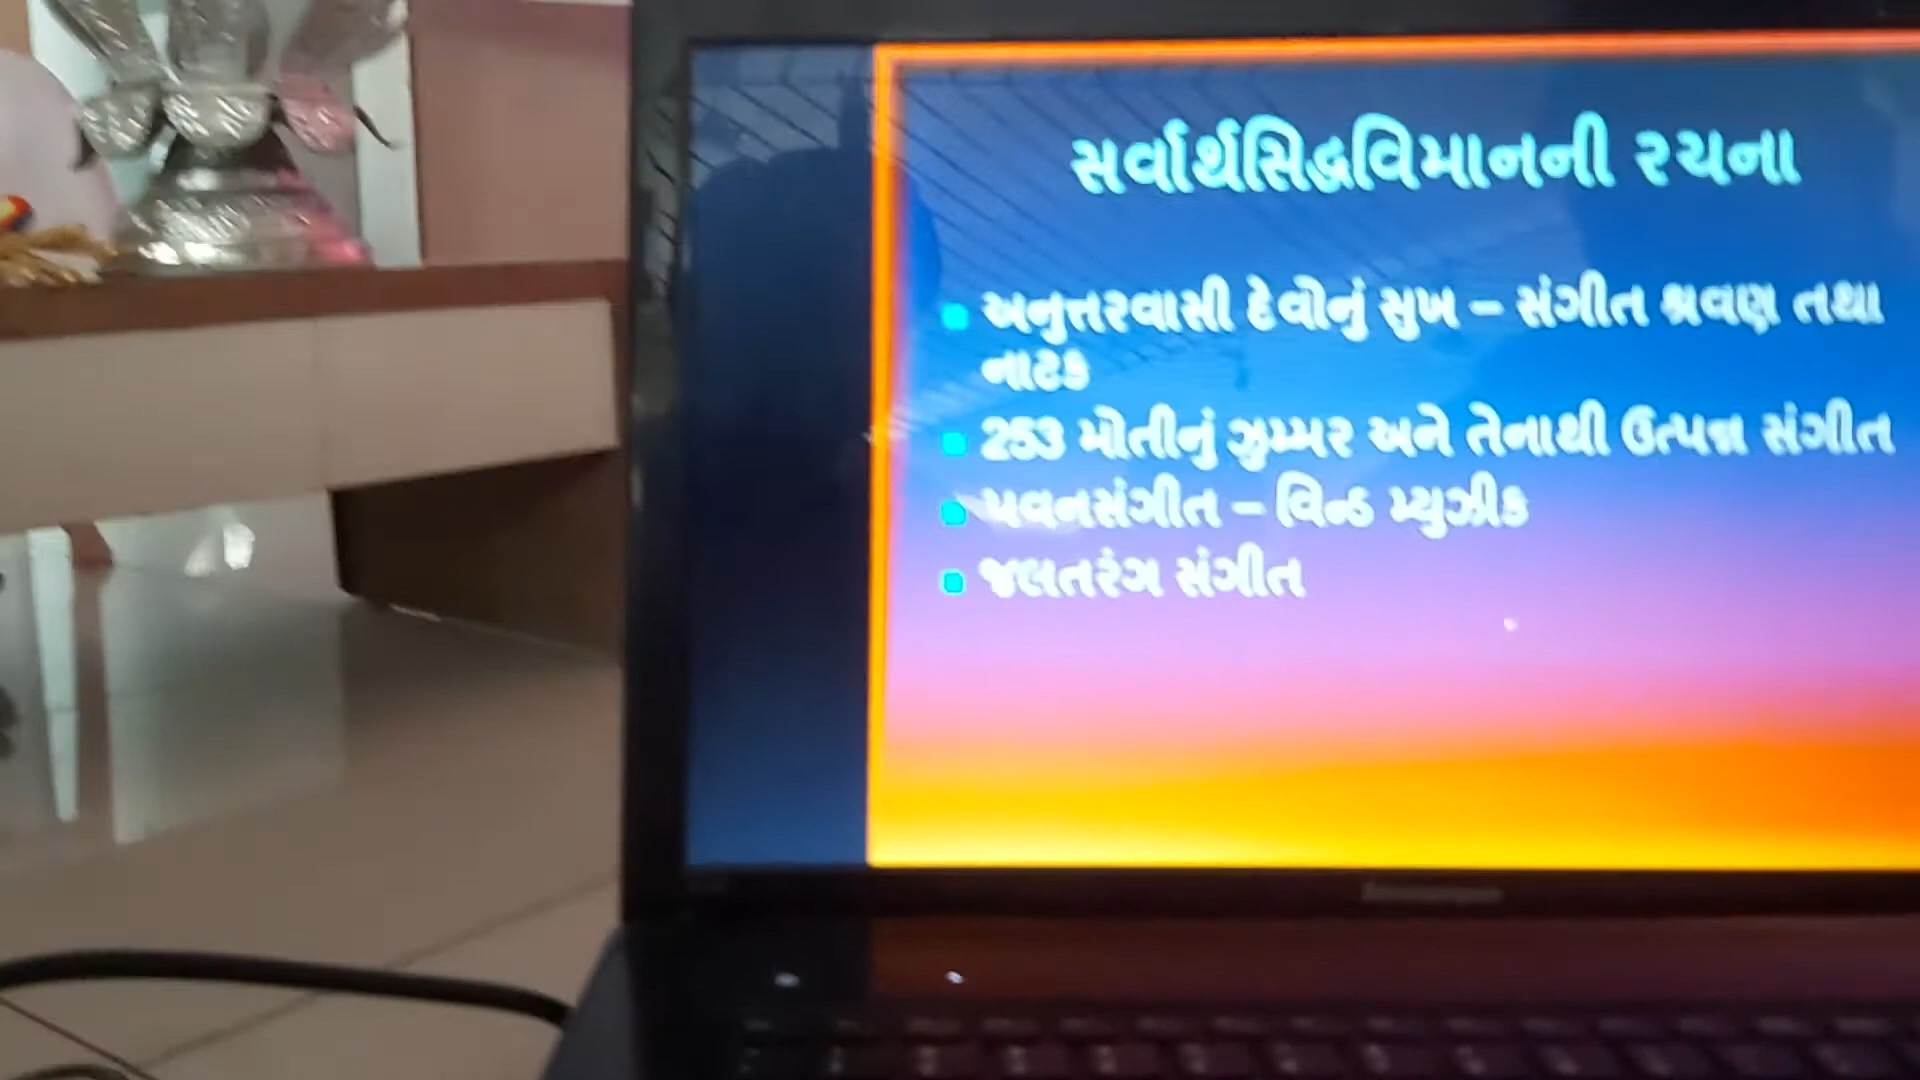 સર્વાર્થસિદ્ધવિમાનની રચના
અનુત્તરવાસી દેવોનું સુખ – સંગીત શ્રવણ તથા
નાટક
253 મોતીનું ઝુમ્મર અને તેનાથી ઉત્પન્ન સંગીત
પવનસંગીત – વિન્ડ મ્યુઝીક
જલતરંગ સંગીત